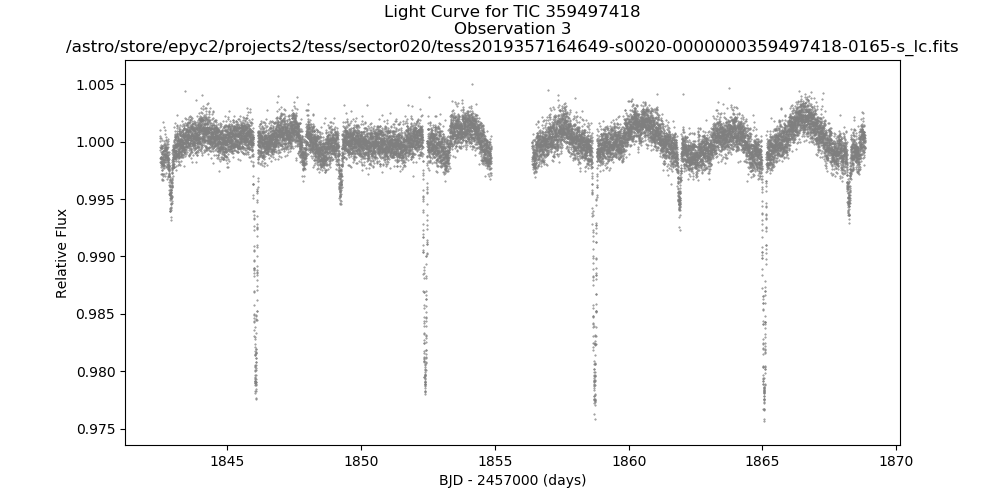 Light Curve for TIC 359497418
Observation 3
/astro/store/epyc2/projects2/tess/sector020/tess2019357164649-s0020-0000000359497418-0165-s_lc.fits
1.005
1.000
0.995
0.990
0.985
0.980
0.975
Relative Flux
1845
1850
1855
1860
1865
1870
BJD - 2457000 (days)